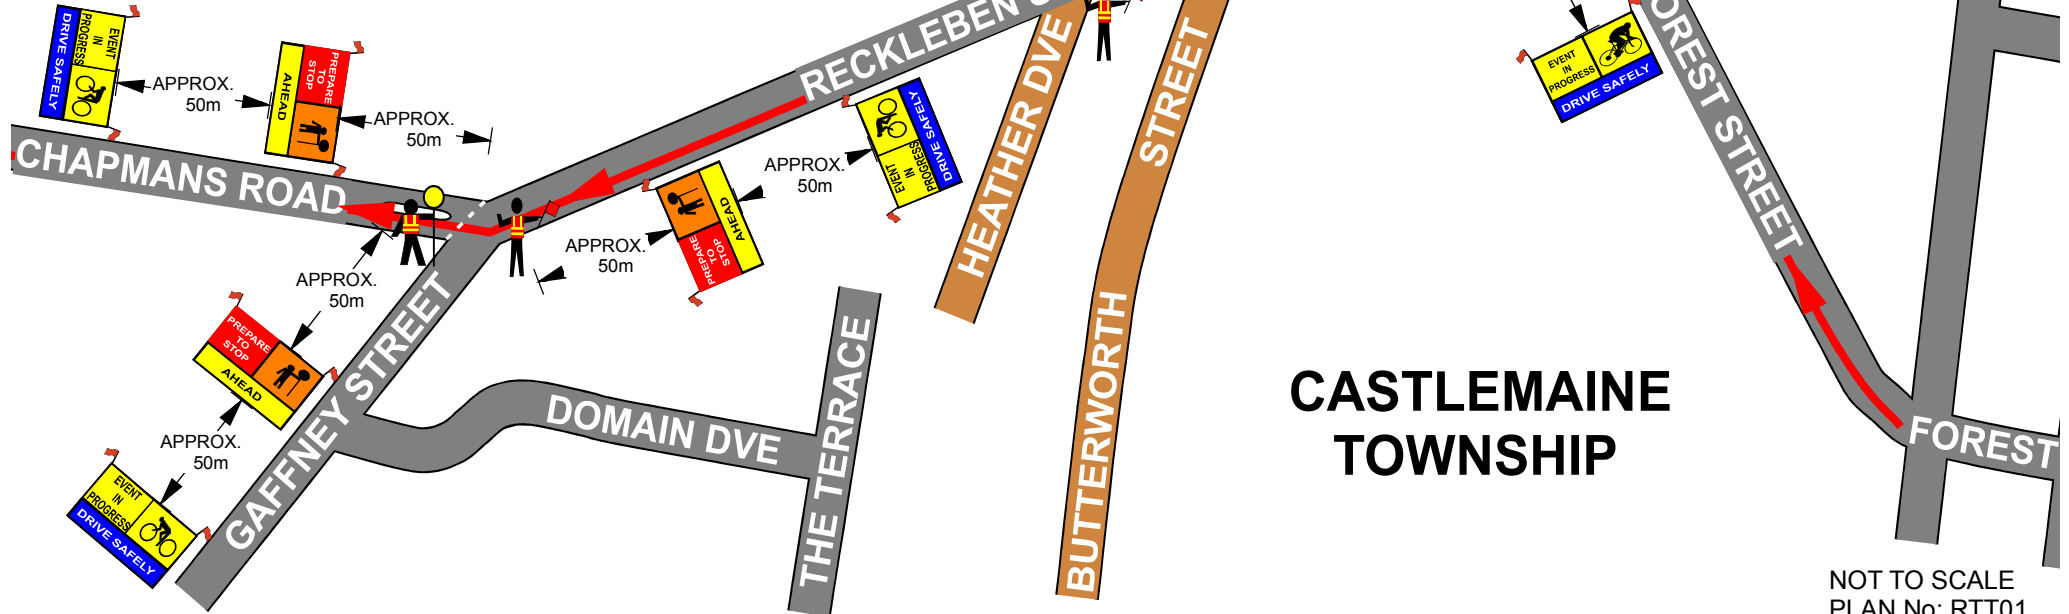 EVENT
IN
PROGRESS
DRIVE SAFELY
APPROX.
50m
PREPARE
TO
STOP
AHEAD
APPROX.
50m
CHAPMANS ROAD
RECKLEBEN
APPROX.
50m
PREPARE
TO
STOP
AHEAD
APPROX.
50m
EVENT
IN
PROGRESS
DRIVE SAFELY
APPROX.
50m
PREPARE
TO
STOP
AHEAD
APPROX.
50m
EVENT
IN
PROGRESS
DRIVE SAFELY
GAFFNEY STREET
DOMAIN DVE
THE TERRACE
HEATHER DVE
BUTTERWORTH STREET
EVENT
IN
PROGRESS
DRIVE SAFELY
OREST STREET
FOREST
CASTLEMAINE
TOWNSHIP
NOT TO SCALE
PLAN No: RTT01